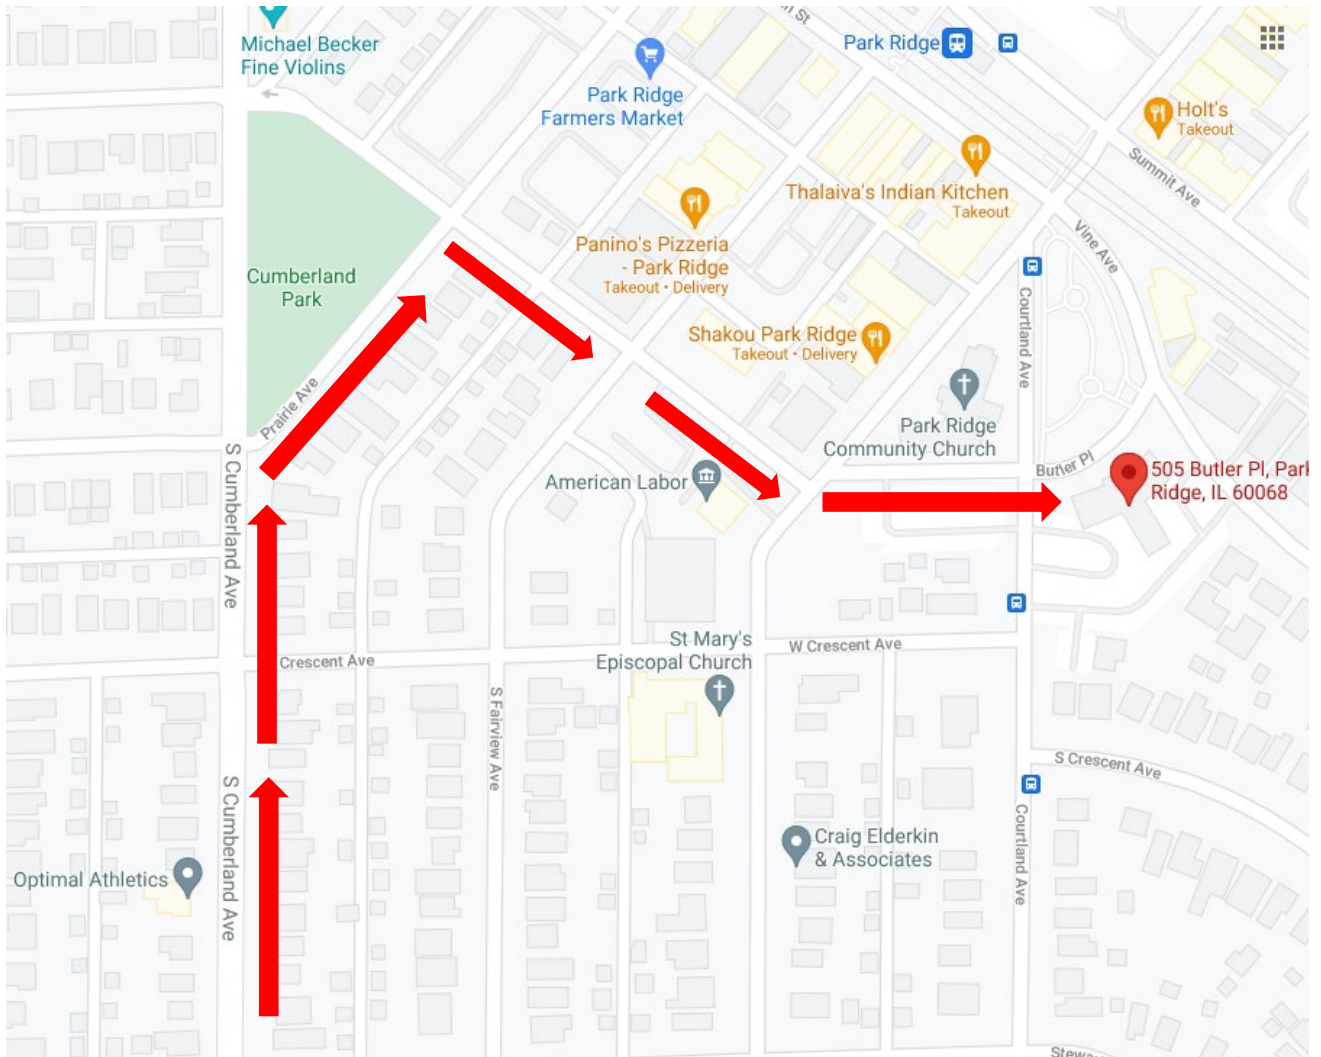 n St
Michael Becker
Fine Violins
Park Ridge
Park Ridge
Farmers Market
Holt's
Takeout
Summit Ave
Thalaiva's Indian Kitchen
Takeout
Vine Ave
Panino's Pizzeria
- Park Ridge
Takeout • Delivery
Cumberland
Park
Courtland Ave
Shakou Park Ridge
Takeout • Delivery
Prairie Ave
Park Ridge
Community Church
Butler Pl
505 Butler Pl, Park
Ridge, IL 60068
American Labor
S Cumberland Ave
St Mary's
Episcopal Church
W Crescent Ave
Crescent Ave
S Fairview Ave
S Crescent Ave
S Cumberland Ave
Courtland Ave
Craig Elderkin
& Associates
Optimal Athletics